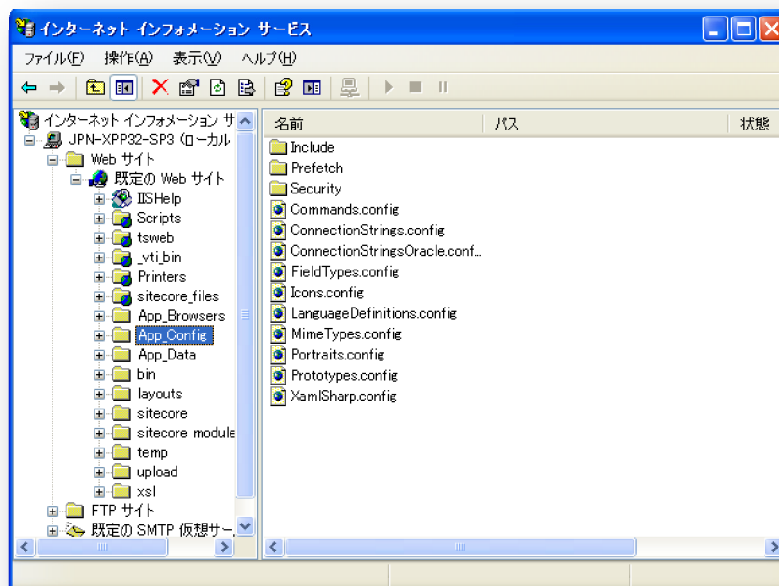 インターネット インフォメーション サービス
ファイル(F) 操作(A) 表示(V) ヘルプ(H)
インターネット インフォメーション サ
JPN-XPP32-SP3 (ローカル
Web サイト
既定の Web サイト
IISHelp
Scripts
tsweb
_vti_bin
Printers
sitecore_files
App_Browsers
App_Config
App_Data
bin
layouts
sitecore
sitecore module
temp
upload
xsl
FTP サイト
既定の SMTP 仮想サー
名前 パス 状態
Include
Prefetch
Security
Commands.config
ConnectionStrings.config
ConnectionStringsOracle.conf...
FieldTypes.config
Icons.config
LanguageDefinitions.config
MimeTypes.config
Portraits.config
Prototypes.config
XamlSharp.config